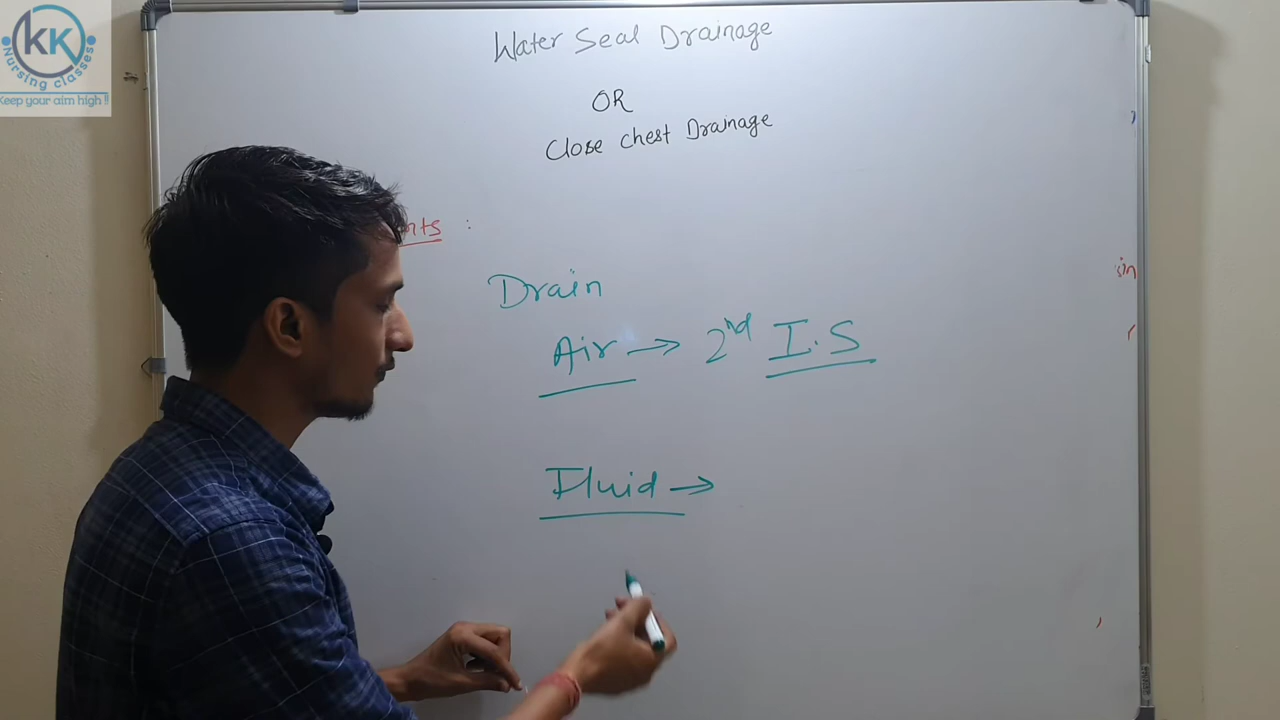 KK
Nursing classes
Keep your aim high !!
Water Seal Drainage
OR
Close Chest Drainage
nts :
Drain
Air → 2nd I.S
Fluid →